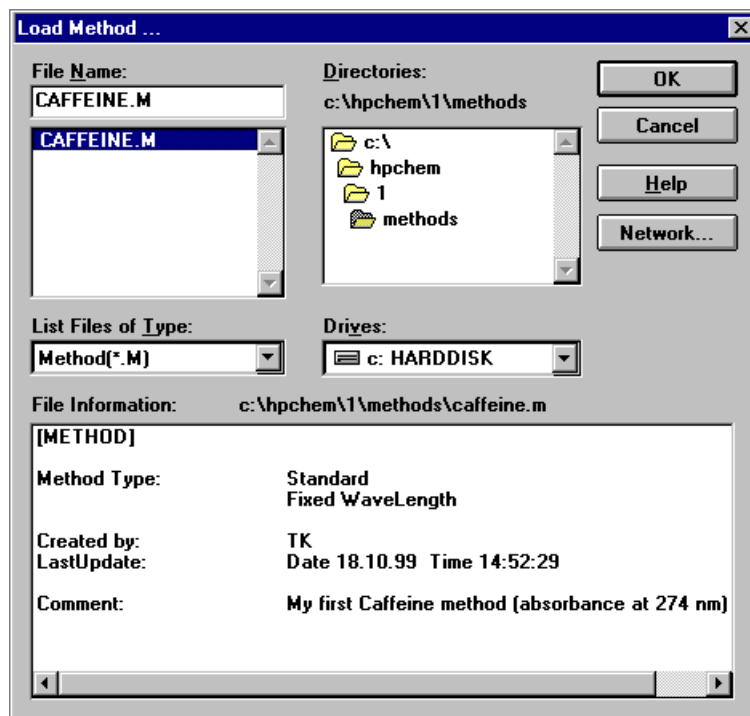 Load Method ...
File Name:
CAFFEINE.M
CAFFEINE.M
Directories:
c:\hpchem\1\methods
c:\
hpchem
1
methods
OK
Cancel
Help
Network...
List Files of Type:
Method(*.M)
Drives:
c: HARDDISK
File Information: c:\hpchem\1\methods\caffeine.m
[METHOD]
Method Type: Standard
Fixed WaveLength
Created by: TK
LastUpdate: Date 18.10.99 Time 14:52:29
Comment: My first Caffeine method (absorbance at 274 nm)